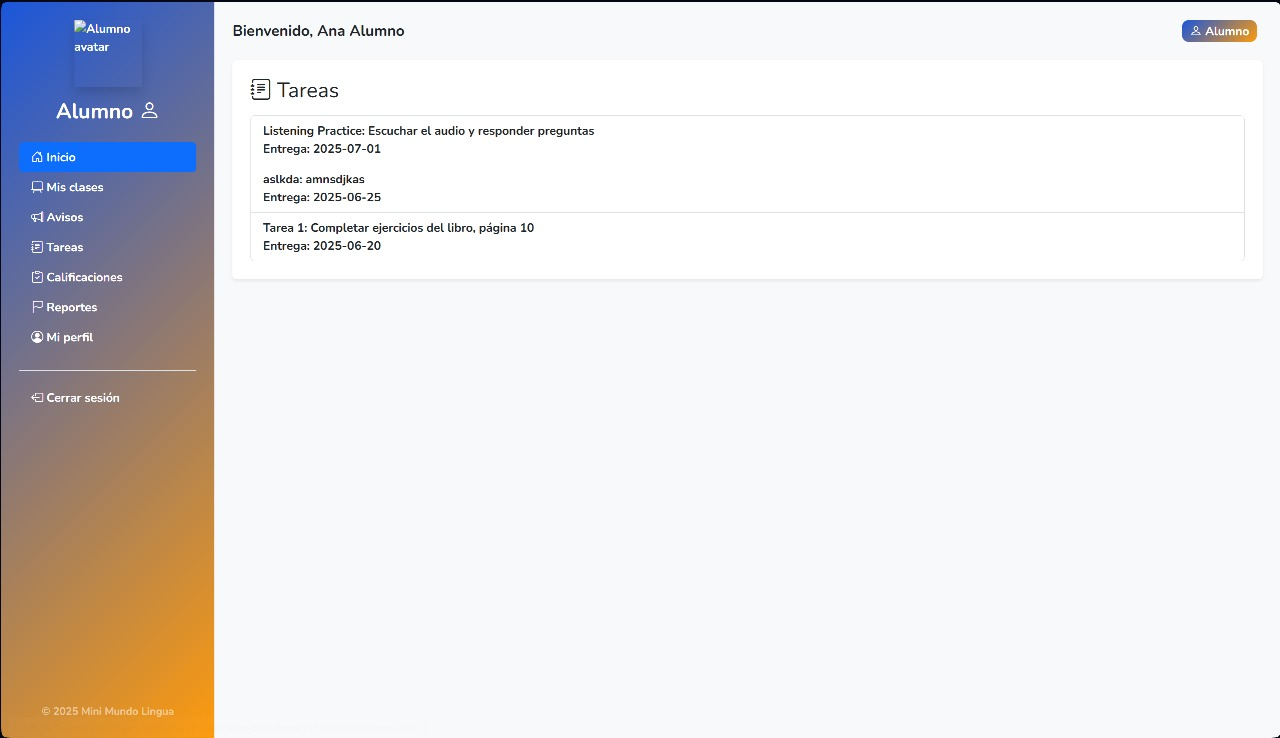 Alumno
avatar
Alumno
Inicio
Mis clases
Avisos
Tareas
Calificaciones
Reportes
Mi perfil
Cerrar sesión
© 2025 Mini Mundo Lingua
Bienvenido, Ana Alumno
Alumno
Tareas
Listening Practice: Escuchar el audio y responder preguntas
Entrega: 2025-07-01
aslkda: amnsdjkas
Entrega: 2025-06-25
Tarea 1: Completar ejercicios del libro, página 10
Entrega: 2025-06-20